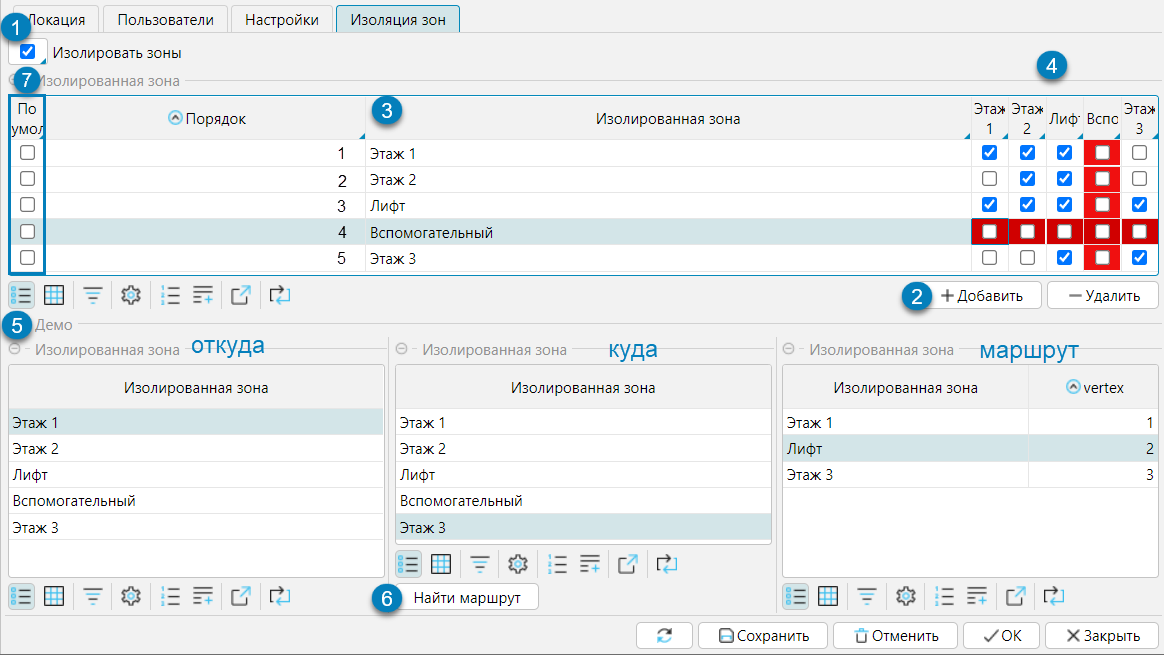 Локация Пользователи Настройки Изоляция зон
1
Изолировать зоны
7 Изолированная зона
4
По умол Порядок 3 Изолированная зона Этаж 1 Этаж 2 Лифт Вспо Этаж 3
1 Этаж 1
2 Этаж 2
3 Лифт
4 Вспомогательный
5 Этаж 3
2 Добавить Удалить
5 Демо
Изолированная зона откуда Изолированная зона куда Изолированная зона маршрут
Изолированная зона Изолированная зона Изолированная зона vertex
Этаж 1 Этаж 1 Этаж 1 1
Этаж 2 Этаж 2 Лифт 2
Лифт Лифт Этаж 3 3
Вспомогательный Вспомогательный
Этаж 3 Этаж 3
6 Найти маршрут
Сохранить Отменить OK Закрыть